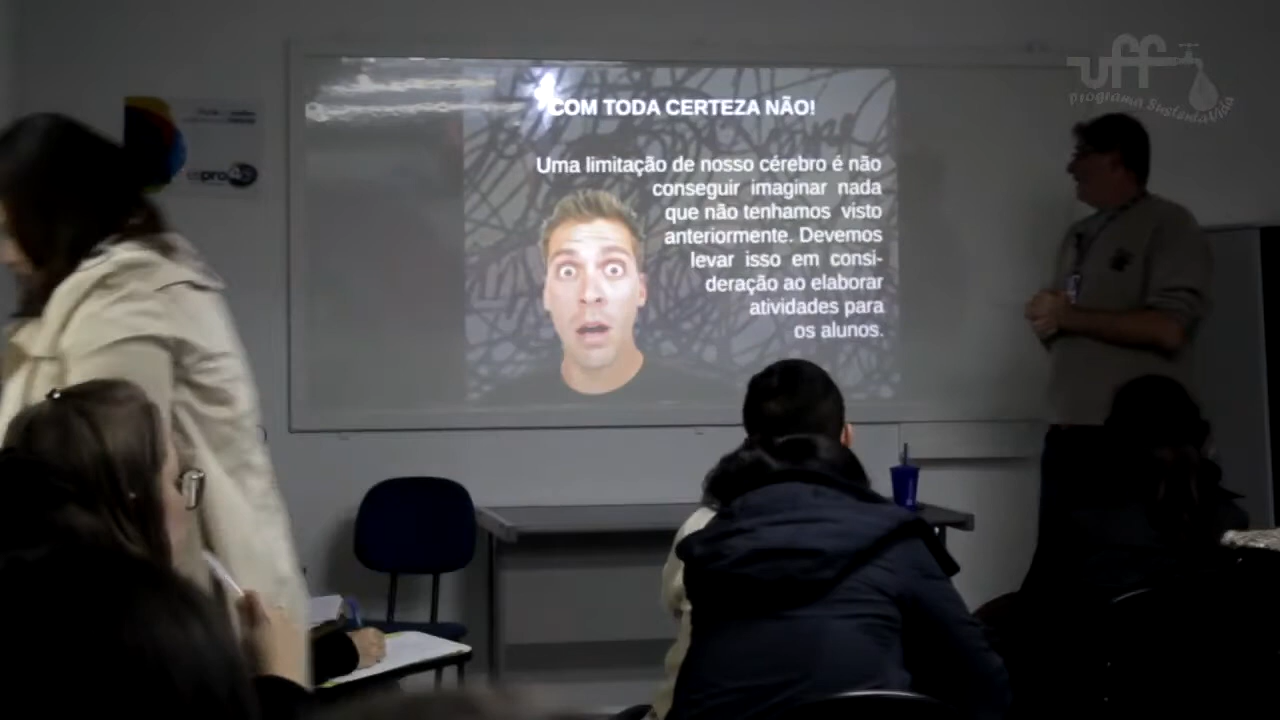 uff
Programa SustentaVida
COM TODA CERTEZA NÃO!
Uma limitação de nosso cérebro é não
conseguir imaginar nada
que não tenhamos visto
anteriormente. Devemos
levar isso em consi-
deração ao elaborar
atividades para
os alunos.